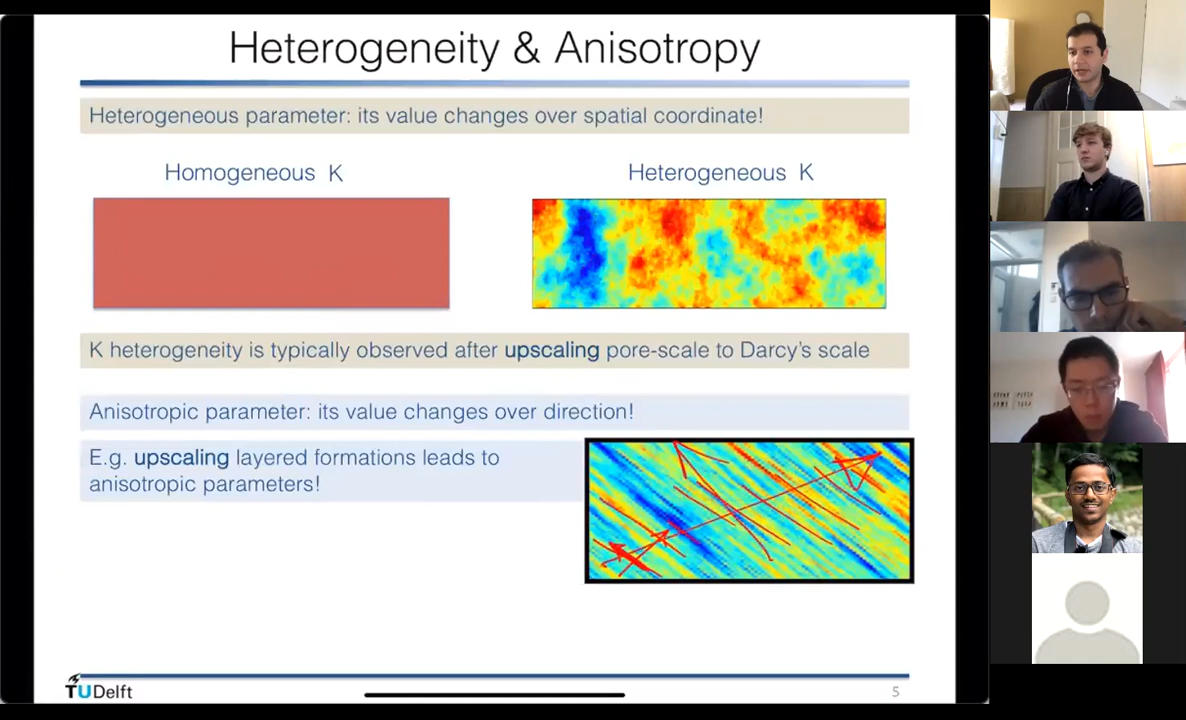 Heterogeneity & Anisotropy
Heterogeneous parameter: its value changes over spatial coordinate!
Homogeneous K
Heterogeneous K
K heterogeneity is typically observed after upscaling pore-scale to Darcy's scale
Anisotropic parameter: its value changes over direction!
E.g. upscaling layered formations leads to
anisotropic parameters!
TUDelft
5